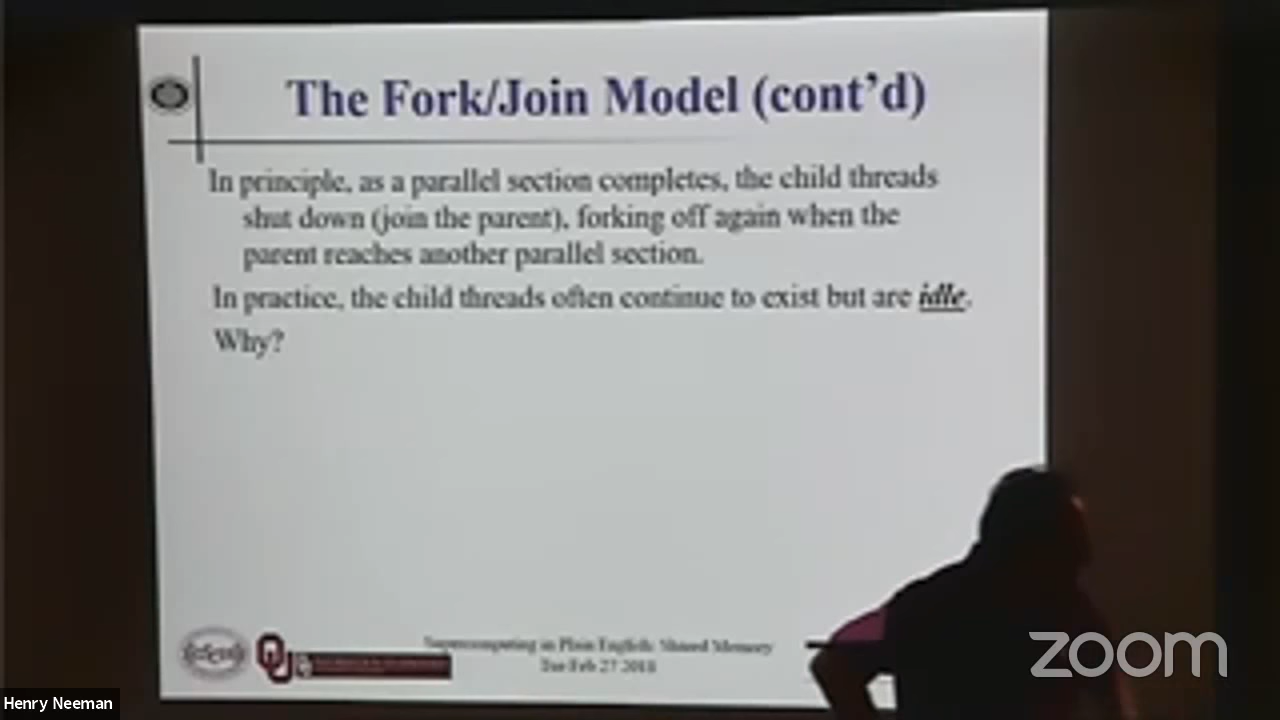 The Fork/Join Model (cont'd)
In principle, as a parallel section completes, the child threads
shut down (join the parent), forking off again when the
parent reaches another parallel section.
In practice, the child threads often continue to exist but are idle.
Why?
Supercomputing in Plain English: Shared Memory
Tue Feb 27 2018
zoom
Henry Neeman